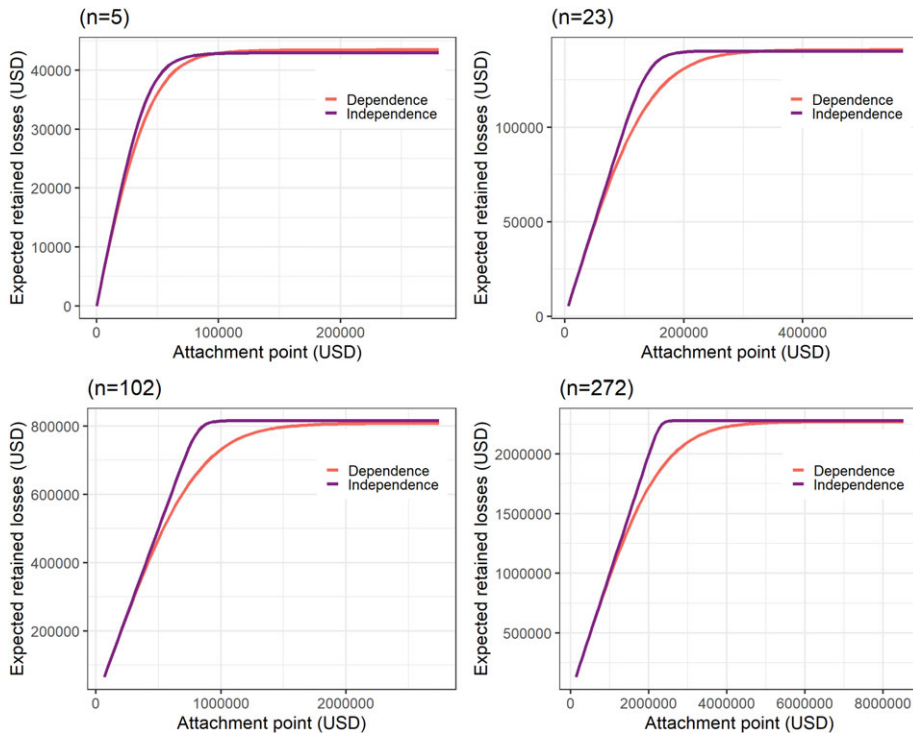 (n=5)
Expected retained losses (USD)
40000
30000
20000
10000
0
Dependence
Independence
0 100000 200000
Attachment point (USD)
(n=23)
Expected retained losses (USD)
100000
50000
0
Dependence
Independence
0 200000 400000
Attachment point (USD)
(n=102)
Expected retained losses (USD)
800000
600000
400000
200000
Dependence
Independence
0 1000000 2000000
Attachment point (USD)
(n=272)
Expected retained losses (USD)
2000000
1500000
1000000
500000
Dependence
Independence
0 2000000 4000000 6000000 8000000
Attachment point (USD)